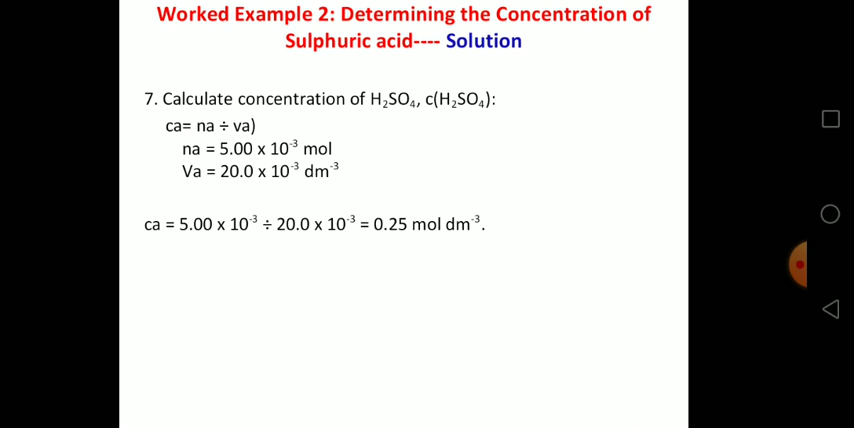 Worked Example 2: Determining the Concentration of
Sulphuric acid---- Solution
7. Calculate concentration of H₂SO₄, c(H₂SO₄):
ca= na ÷ va)
na = 5.00 x 10⁻³ mol
Va = 20.0 x 10⁻³ dm⁻³
ca = 5.00 x 10⁻³ ÷ 20.0 x 10⁻³ = 0.25 mol dm⁻³.